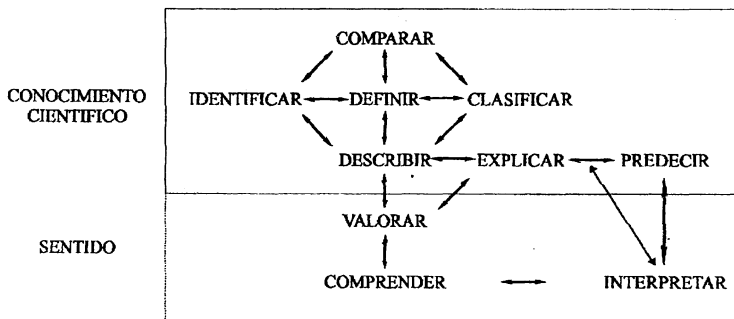 COMPARAR
CONOCIMIENTO
CIENTIFICO
IDENTIFICAR DEFINIR CLASIFICAR
DESCRIBIR EXPLICAR PREDECIR
VALORAR
SENTIDO
COMPRENDER INTERPRETAR